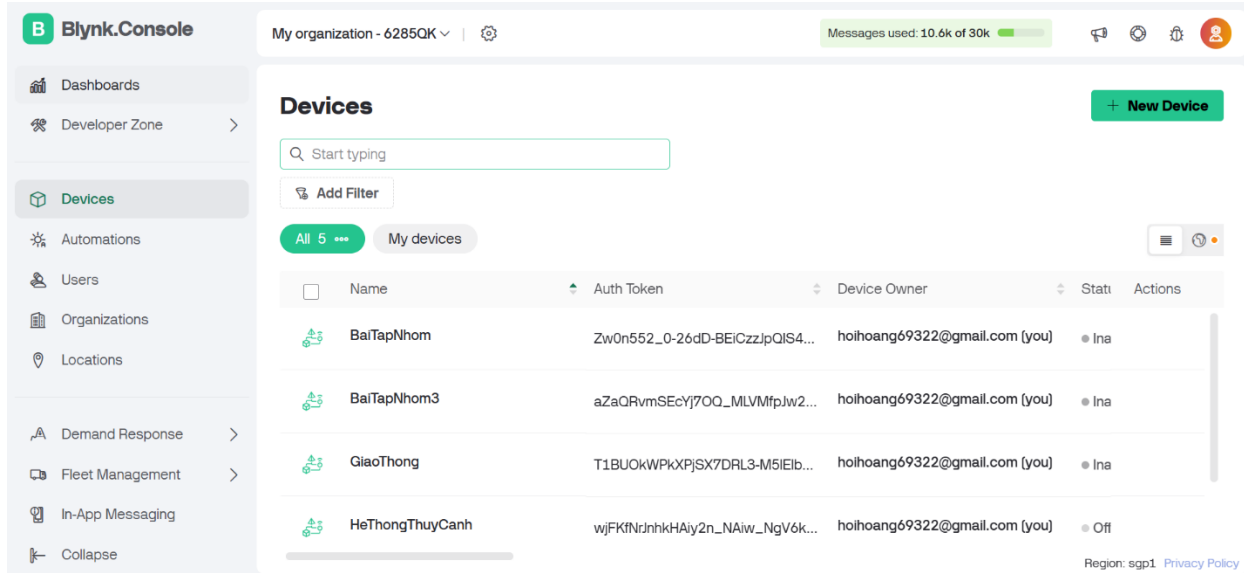 B Blynk.Console
My organization - 6285QK
Messages used: 10.6k of 30k
Dashboards
Developer Zone
Devices
Automations
Users
Organizations
Locations
Demand Response
Fleet Management
In-App Messaging
Collapse
Devices
+ New Device
Start typing
Add Filter
All 5 My devices
Name Auth Token Device Owner Statu Actions
BaiTapNhom Zw0n552_0-26dD-BEiCzzJpQIS4... hoihoang69322@gmail.com (you) Ina
BaiTapNhom3 aZaQRvmSEcYj7OQ_MLVMfpJw2... hoihoang69322@gmail.com (you) Ina
GiaoThong T1BUOkWPkXPjSX7DRL3-M5IEIb... hoihoang69322@gmail.com (you) Ina
HeThongThuyCanh wjFKfNrJnhkHAiy2n_NAiw_NgV6k... hoihoang69322@gmail.com (you) Off
Region: sgp1 Privacy Policy